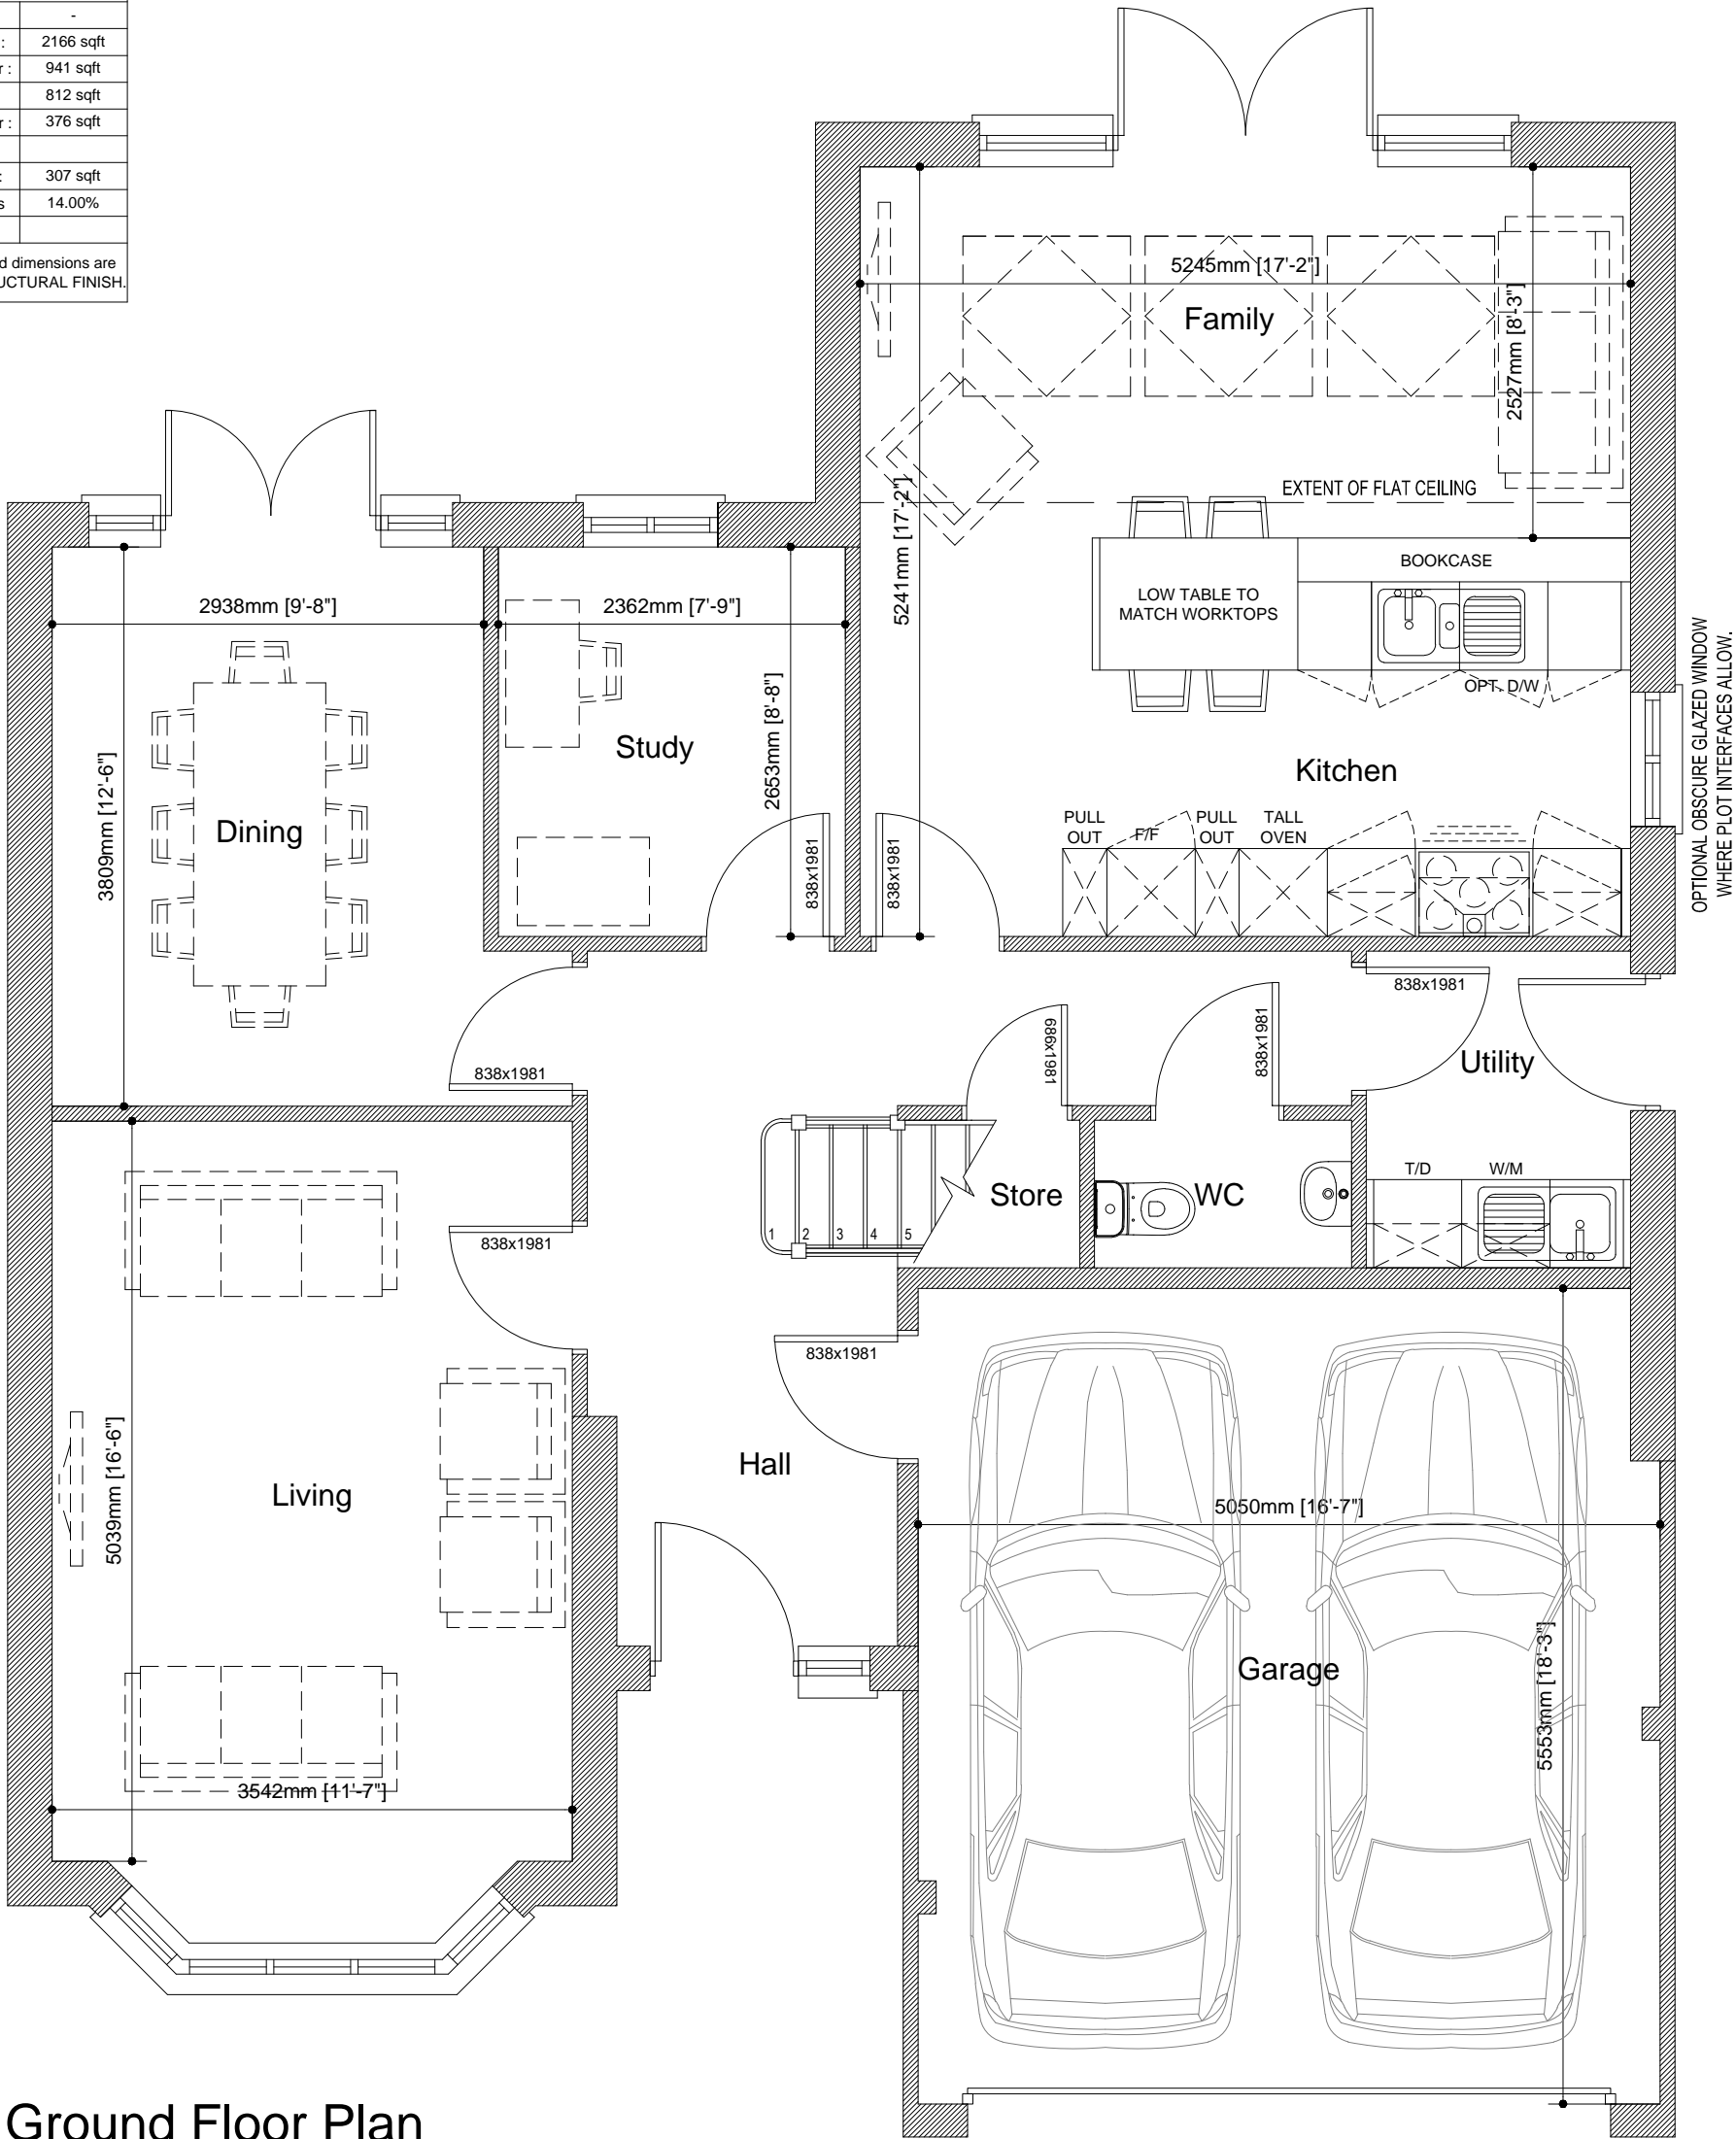 -
: 2166 sqft
r : 941 sqft
812 sqft
r : 376 sqft
: 307 sqft
s 14.00%
d dimensions are
UCTURAL FINISH.
5245mm [17'-2"]
Family
2527mm [8'-3"]
EXTENT OF FLAT CEILING
5241mm [17'-2"]
BOOKCASE
LOW TABLE TO
MATCH WORKTOPS
OPT. D/W
OPTIONAL OBSCURE GLAZED WINDOW
WHERE PLOT INTERFACES ALLOW.
2938mm [9'-8"]
2362mm [7'-9"]
2653mm [8'-8"]
Study
3809mm [12'-6"]
Dining
Kitchen
PULL
OUT
F/F
PULL
OUT
TALL
OVEN
838x1981
838x1981
838x1981
838x1981
686x1981
838x1981
Utility
T/D
W/M
Store
WC
1 2 3 4 5
838x1981
838x1981
Hall
5039mm [16'-6"]
Living
5050mm [16'-7"]
Garage
5553mm [18'-3"]
3542mm [11'-7"]
Ground Floor Plan